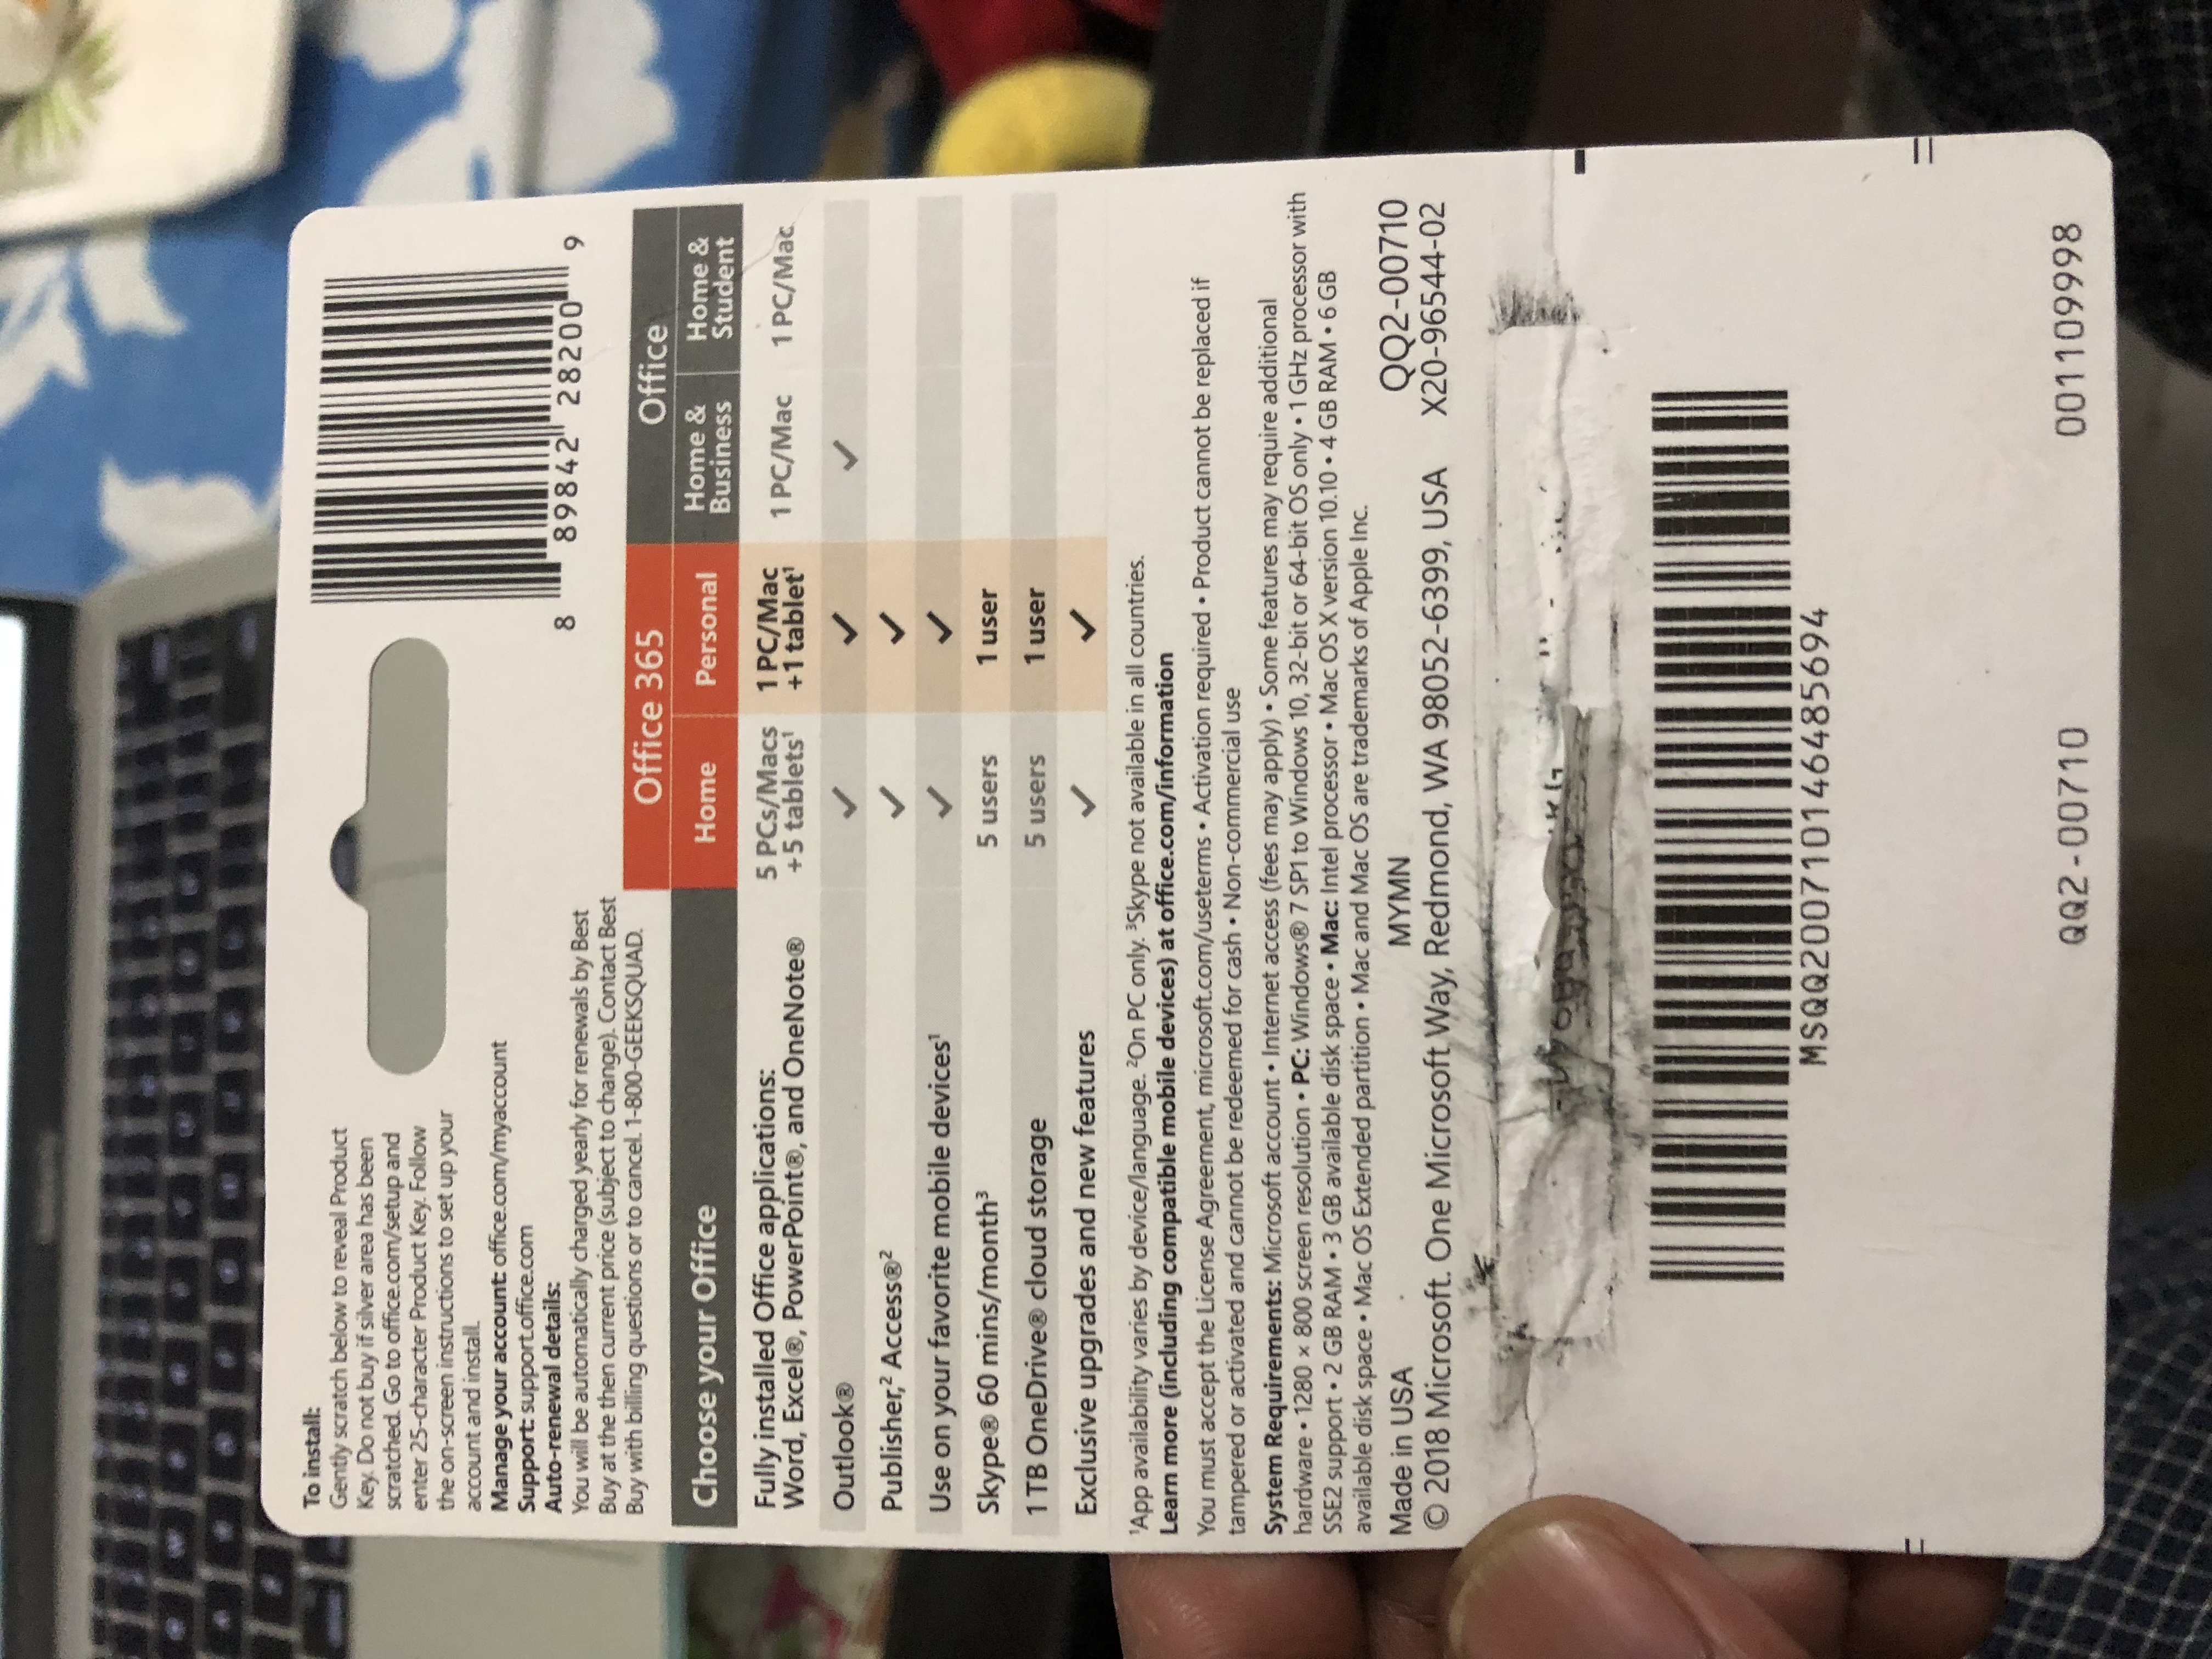 To install:
Gently scratch below to reveal Product
Key. Do not buy if silver area has been
scratched. Go to office.com/setup and
enter 25-character Product Key. Follow
the on-screen instructions to set up your
account and install.
Manage your account: office.com/myaccount
Support: support.office.com
Auto-renewal details:
You will be automatically charged yearly for renewals by Best
Buy at the then current price (subject to change). Contact Best
Buy with billing questions or to cancel. 1-800-GEEKSQUAD.
8 89842 28200 9
Office 365 Office
Choose your Office Home Personal Home & Business Home & Student
Fully installed Office applications: 5 PCs/Macs 1 PC/Mac 1 PC/Mac 1 PC/Mac
Word, Excel®, PowerPoint®, and OneNote® +5 tablets¹ +1 tablet¹
Outlook® ✓ ✓ ✓
Publisher,² Access®² ✓ ✓
Use on your favorite mobile devices¹ ✓ ✓
Skype® 60 mins/month³ 5 users 1 user
1 TB OneDrive® cloud storage 5 users 1 user
Exclusive upgrades and new features ✓ ✓
¹App availability varies by device/language. ²On PC only. ³Skype not available in all countries.
Learn more (including compatible mobile devices) at office.com/information
You must accept the License Agreement, microsoft.com/useterms • Activation required • Product cannot be replaced if
tampered or activated and cannot be redeemed for cash • Non-commercial use
System Requirements: Microsoft account • Internet access (fees may apply) • Some features may require additional
hardware • 1280 × 800 screen resolution • PC: Windows® 7 SP1 to Windows 10, 32-bit or 64-bit OS only • 1 GHz processor with
SSE2 support • 2 GB RAM • 3 GB available disk space • Mac: Intel processor • Mac OS X version 10.10 • 4 GB RAM • 6 GB
available disk space • Mac OS Extended partition • Mac and Mac OS are trademarks of Apple Inc.
Made in USA MYMN QQ2-00710
© 2018 Microsoft. One Microsoft Way, Redmond, WA 98052-6399, USA X20-96544-02
MSQQ200710146485694
QQ2-00710 001109998